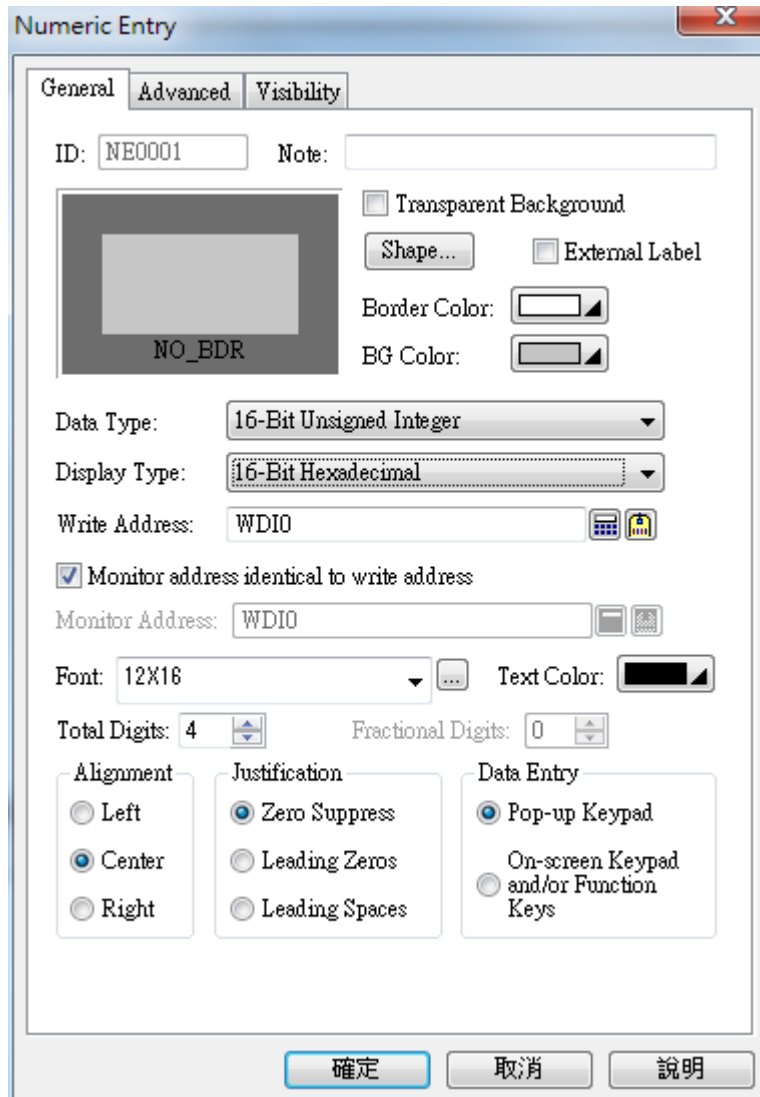 Numeric Entry
General Advanced Visibility
ID: NE0001 Note:
Transparent Background
Shape... External Label
Border Color:
NO_BDR
BG Color:
Data Type: 16-Bit Unsigned Integer
Display Type: 16-Bit Hexadecimal
Write Address: WDI0
Monitor address identical to write address
Monitor Address: WDI0
Font: 12X16 ... Text Color:
Total Digits: 4 Fractional Digits: 0
Alignment Justification Data Entry
Left Zero Suppress Pop-up Keypad
Center Leading Zeros On-screen Keypad
and/or Function
Keys
Right Leading Spaces
確定 取消 說明